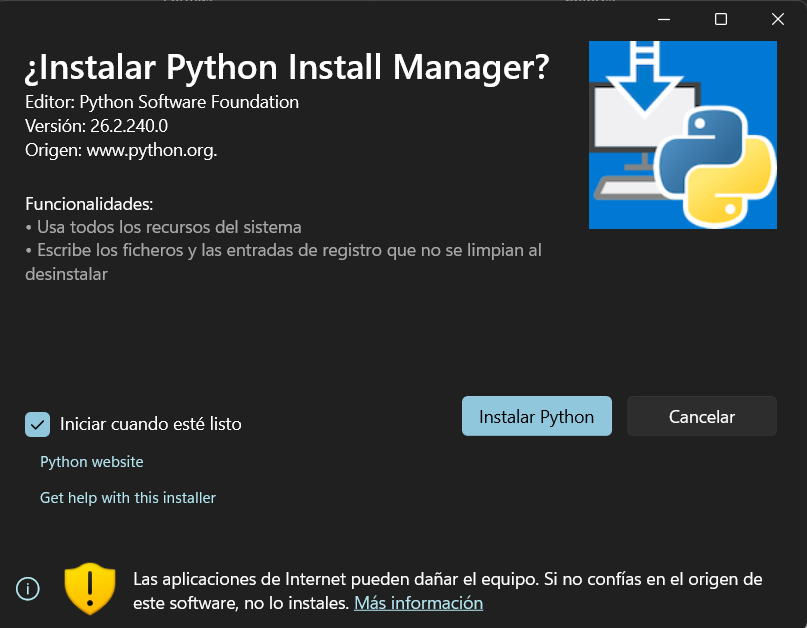 ¿Instalar Python Install Manager?
Editor: Python Software Foundation
Versión: 26.2.240.0
Origen: www.python.org.
Funcionalidades:
• Usa todos los recursos del sistema
• Escribe los ficheros y las entradas de registro que no se limpian al
desinstalar
Iniciar cuando esté listo
Instalar Python
Cancelar
Python website
Get help with this installer
Las aplicaciones de Internet pueden dañar el equipo. Si no confías en el origen de
este software, no lo instales. Más información